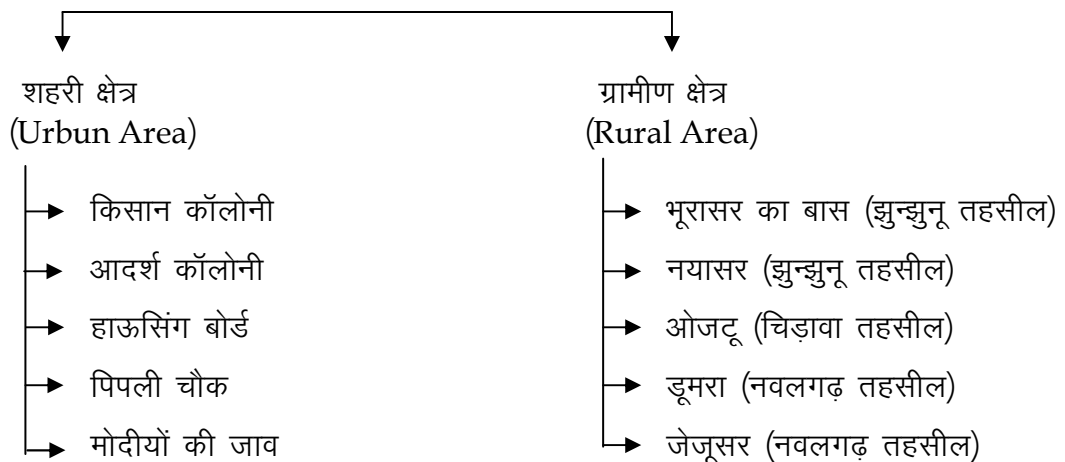 शहरी क्षेत्र
(Urbun Area)
किसान कॉलोनी
आदर्श कॉलोनी
हाऊसिंग बोर्ड
पिपली चौक
मोदीयों की जाव
ग्रामीण क्षेत्र
(Rural Area)
भूरासर का बास (झुन्झुनू तहसील)
नयासर (झुन्झुनू तहसील)
ओजटू (चिड़ावा तहसील)
डूमरा (नवलगढ़ तहसील)
जेजूसर (नवलगढ़ तहसील)